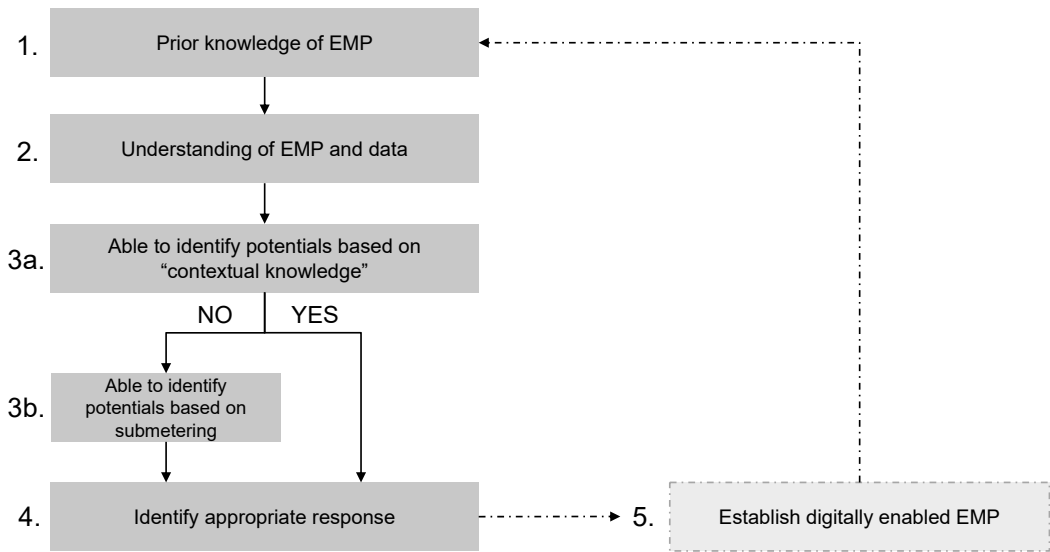 1.
Prior knowledge of EMP
2.
Understanding of EMP and data
3a.
Able to identify potentials based on
“contextual knowledge”
NO
YES
3b.
Able to identify
potentials based on
submetering
4.
Identify appropriate response
5.
Establish digitally enabled EMP